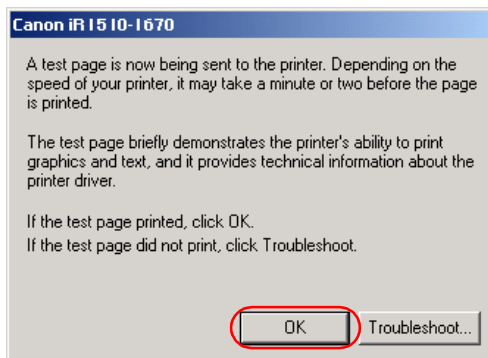 Canon iR1510-1670
A test page is now being sent to the printer. Depending on the
speed of your printer, it may take a minute or two before the page
is printed.
The test page briefly demonstrates the printer's ability to print
graphics and text, and it provides technical information about the
printer driver.
If the test page printed, click OK.
If the test page did not print, click Troubleshoot.
OK Troubleshoot...